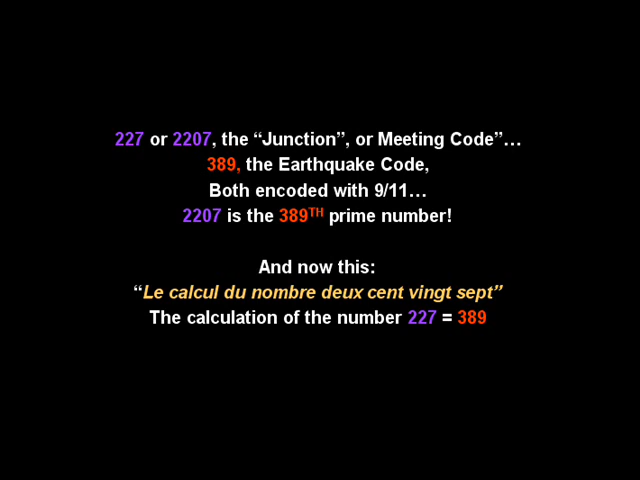 227 or 2207, the “Junction”, or Meeting Code”…
389, the Earthquake Code,
Both encoded with 9/11…
2207 is the 389TH prime number!
And now this:
“Le calcul du nombre deux cent vingt sept”
The calculation of the number 227 = 389